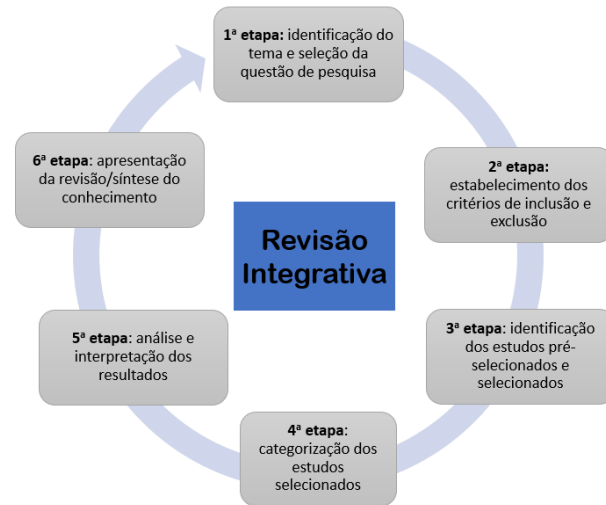 1ª etapa: identificação do
tema e seleção da
questão de pesquisa
2ª etapa:
estabelecimento dos
critérios de inclusão e
exclusão
3ª etapa: identificação
dos estudos pré-
selecionados e
selecionados
4ª etapa:
categorização dos
estudos
selecionados
5ª etapa: análise e
interpretação dos
resultados
6ª etapa: apresentação
da revisão/síntese do
conhecimento
Revisão
Integrativa